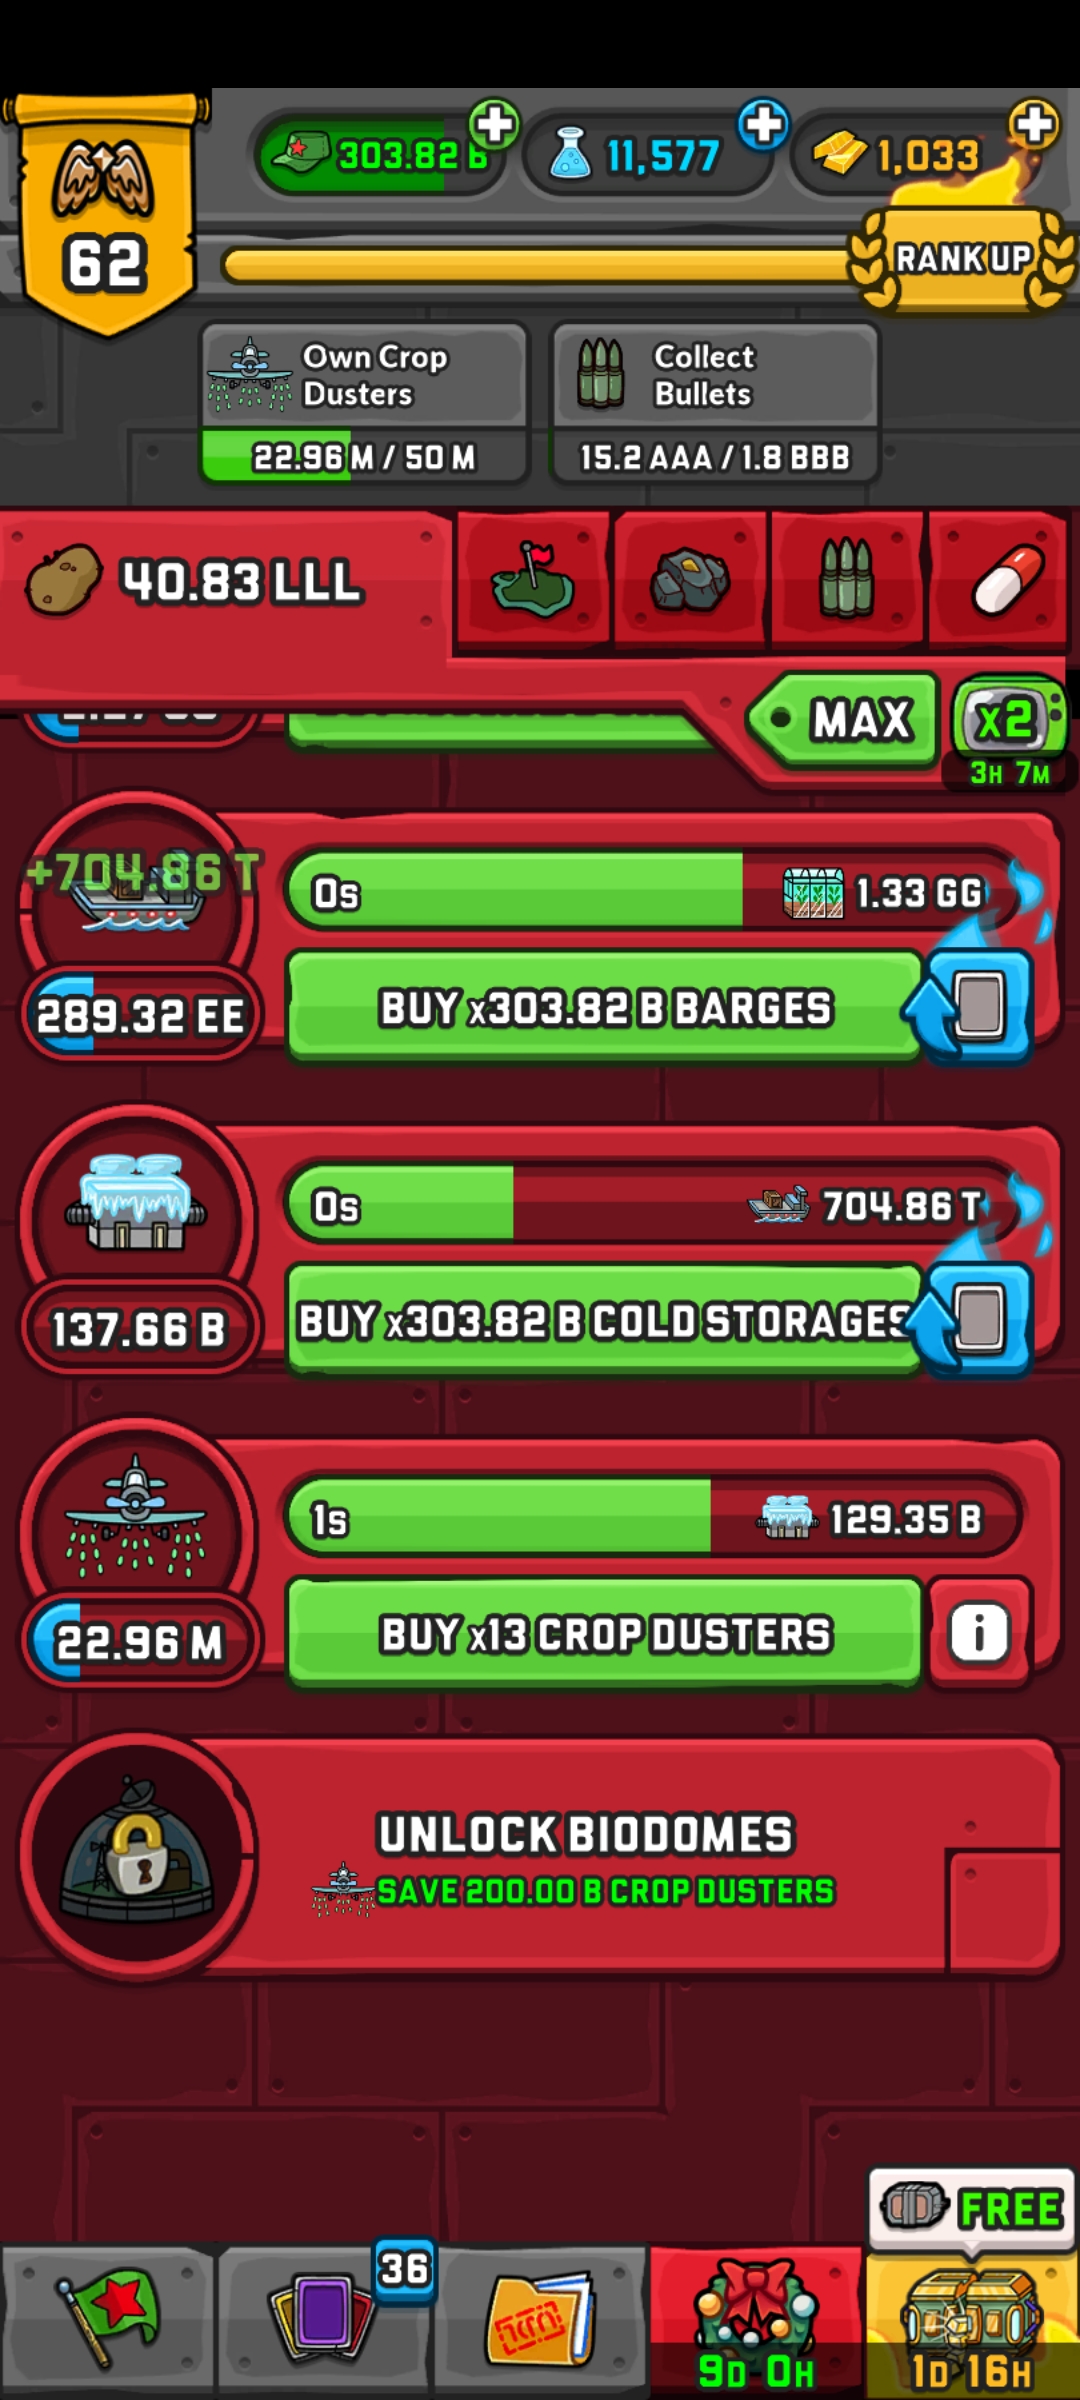 303.82 B
11,577
1,033
62
RANK UP
Own Crop
Dusters
22.96 M / 50 M
Collect
Bullets
15.2 AAA / 1.8 BBB
40.83 LLL
MAX
x2
3H 7M
+704.86 T
0s
1.33 GG
289.32 EE
BUY x303.82 B BARGES
0s
704.86 T
137.66 B
BUY x303.82 B COLD STORAGES
1s
129.35 B
22.96 M
BUY x13 CROP DUSTERS
i
UNLOCK BIODOMES
SAVE 200.00 B CROP DUSTERS
FREE
36
9D 0H
1D 16H